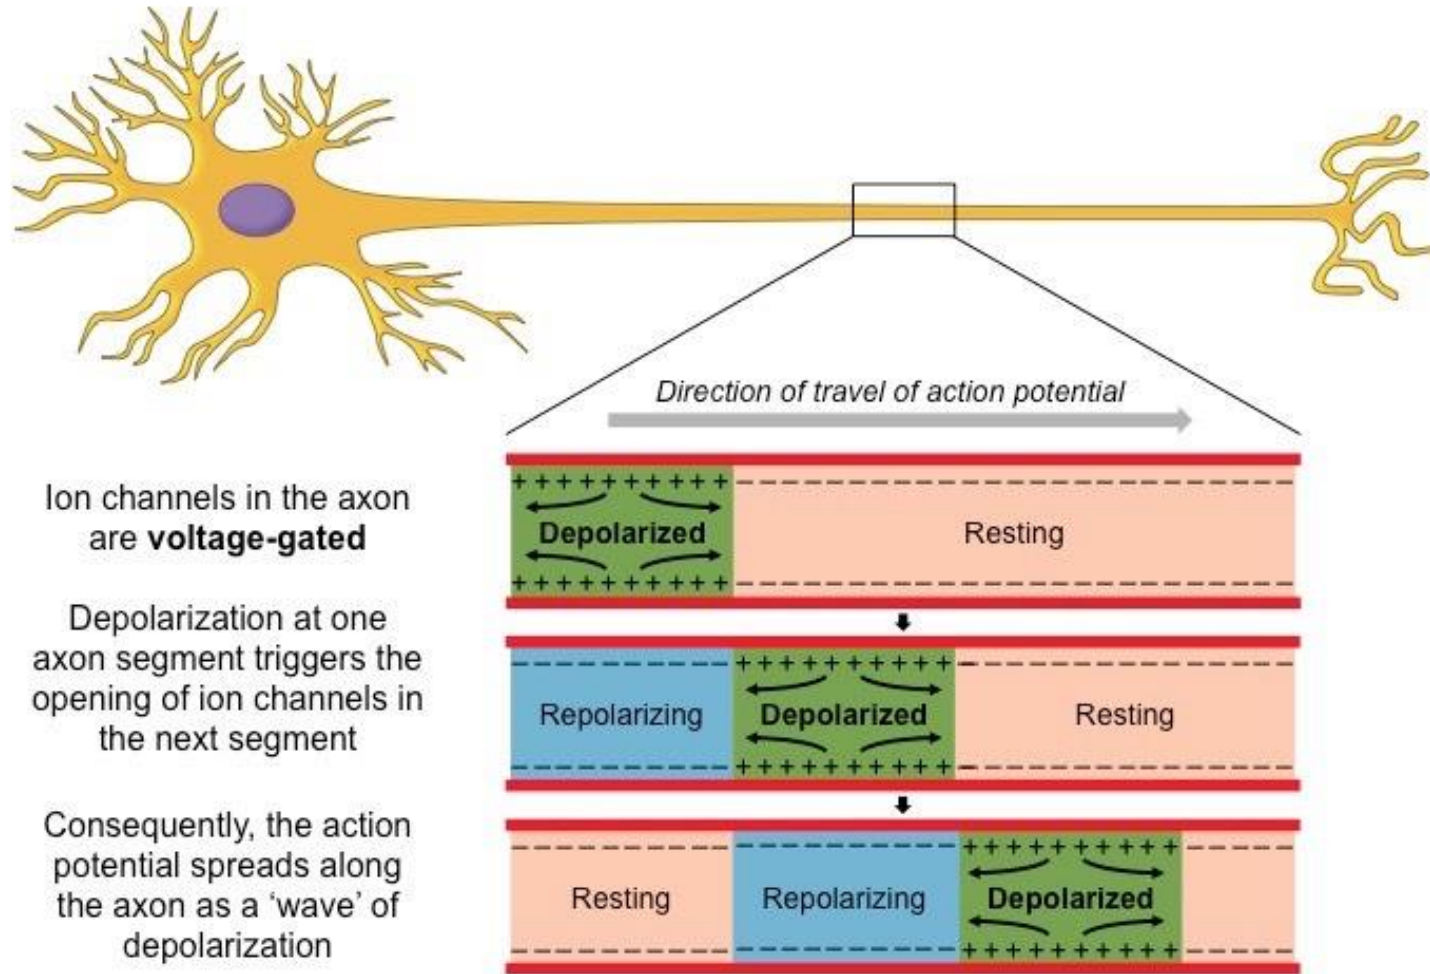 Direction of travel of action potential
Ion channels in the axon
are voltage-gated
Depolarization at one
axon segment triggers the
opening of ion channels in
the next segment
Consequently, the action
potential spreads along
the axon as a ‘wave’ of
depolarization
+ + + + + + + + + + – – – – – – – – – – – – – – – – – – – – – – – – –
Depolarized Resting
+ + + + + + + + + + – – – – – – – – – – – – – – – – – – – – – – – – –
– – – – – – – – – – + + + + + + + + + + – – – – – – – – – – – – – – –
Repolarizing Depolarized Resting
– – – – – – – – – – + + + + + + + + + + – – – – – – – – – – – – – – –
– – – – – – – – – – – – – – – – – – – – + + + + + + + + + + – – – – –
Resting Repolarizing Depolarized
– – – – – – – – – – – – – – – – – – – – + + + + + + + + + + – – – – –